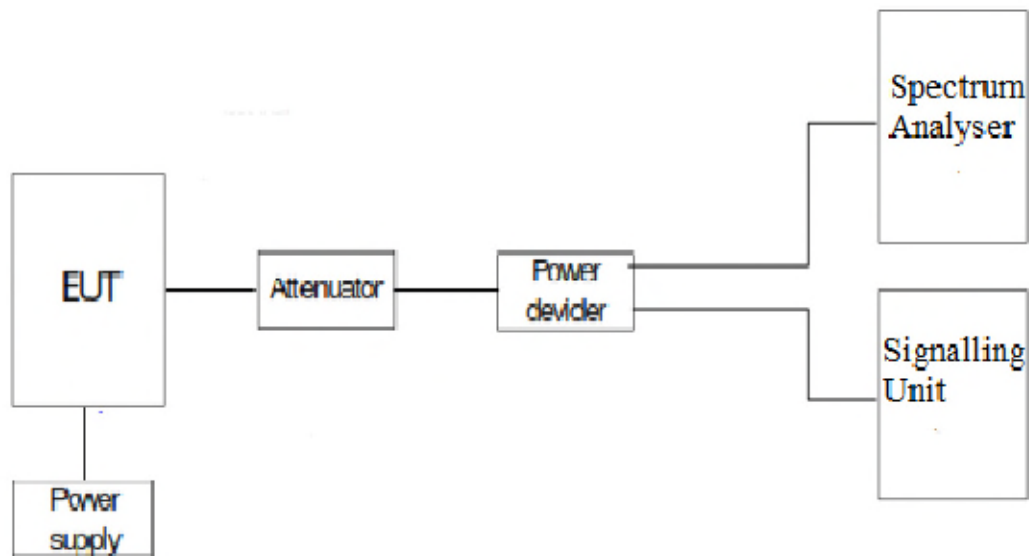 Spectrum
Analyser
EUT
Attenuator
Power
devider
Signalling
Unit
Power
supply